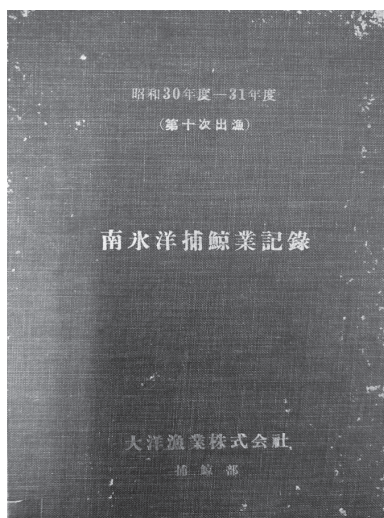 昭和30年度—31年度
（第十次出漁）
南氷洋捕鯨業記錄
大洋漁業株式会社
捕鯨部